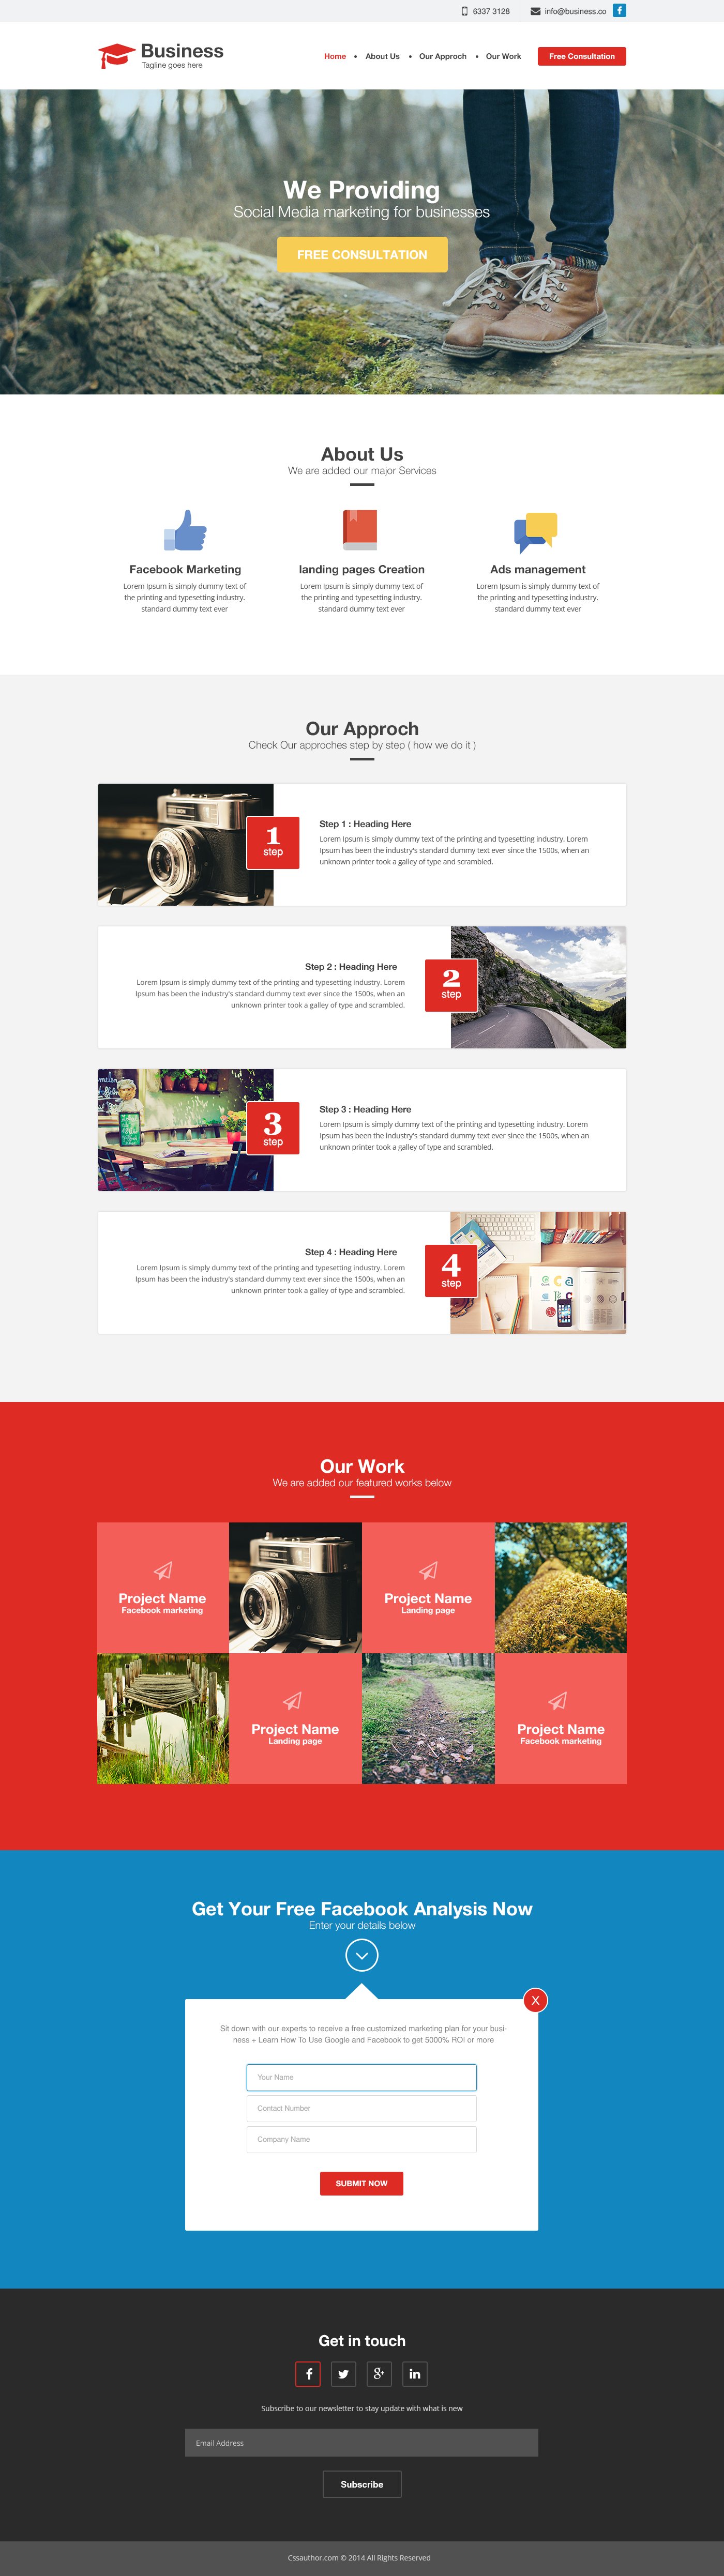 6337 3128
info@business.co
Business
Tagline goes here
Home • About Us • Our Approch • Our Work
Free Consultation
We Providing
Social Media marketing for businesses
FREE CONSULTATION
About Us
We are added our major Services
Facebook Marketing
Lorem Ipsum is simply dummy text of
the printing and typesetting industry.
standard dummy text ever
landing pages Creation
Lorem Ipsum is simply dummy text of
the printing and typesetting industry.
standard dummy text ever
Ads management
Lorem Ipsum is simply dummy text of
the printing and typesetting industry.
standard dummy text ever
Our Approch
Check Our approches step by step ( how we do it )
1
step
Step 1 : Heading Here
Lorem Ipsum is simply dummy text of the printing and typesetting industry. Lorem
Ipsum has been the industry's standard dummy text ever since the 1500s, when an
unknown printer took a galley of type and scrambled.
Step 2 : Heading Here
Lorem Ipsum is simply dummy text of the printing and typesetting industry. Lorem
Ipsum has been the industry's standard dummy text ever since the 1500s, when an
unknown printer took a galley of type and scrambled.
2
step
3
step
Step 3 : Heading Here
Lorem Ipsum is simply dummy text of the printing and typesetting industry. Lorem
Ipsum has been the industry's standard dummy text ever since the 1500s, when an
unknown printer took a galley of type and scrambled.
Step 4 : Heading Here
Lorem Ipsum is simply dummy text of the printing and typesetting industry. Lorem
Ipsum has been the industry's standard dummy text ever since the 1500s, when an
unknown printer took a galley of type and scrambled.
4
step
Our Work
We are added our featured works below
Project Name
Facebook marketing
Project Name
Landing page
Project Name
Landing page
Project Name
Facebook marketing
Get Your Free Facebook Analysis Now
Enter your details below
X
Sit down with our experts to receive a free customized marketing plan for your busi-
ness + Learn How To Use Google and Facebook to get 5000% ROI or more
Your Name
Contact Number
Company Name
SUBMIT NOW
Get in touch
Subscribe to our newsletter to stay update with what is new
Email Address
Subscribe
Cssauthor.com © 2014 All Rights Reserved